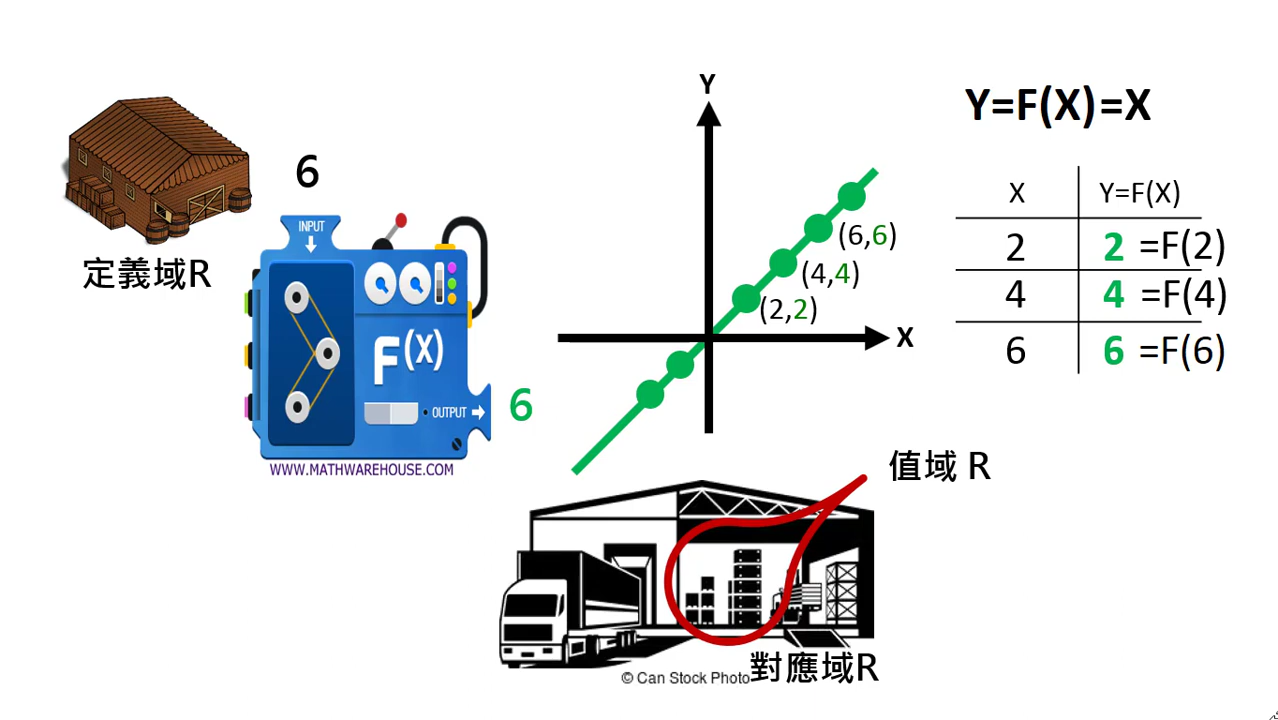 Y
Y=F(X)=X
6
INPUT
定義域R
X Y=F(X)
2 2 =F(2)
4 4 =F(4)
6 6 =F(6)
(6,6)
(4,4)
(2,2)
X
F(X)
OUTPUT
6
WWW.MATHWAREHOUSE.COM
值域 R
對應域R
© Can Stock Photo